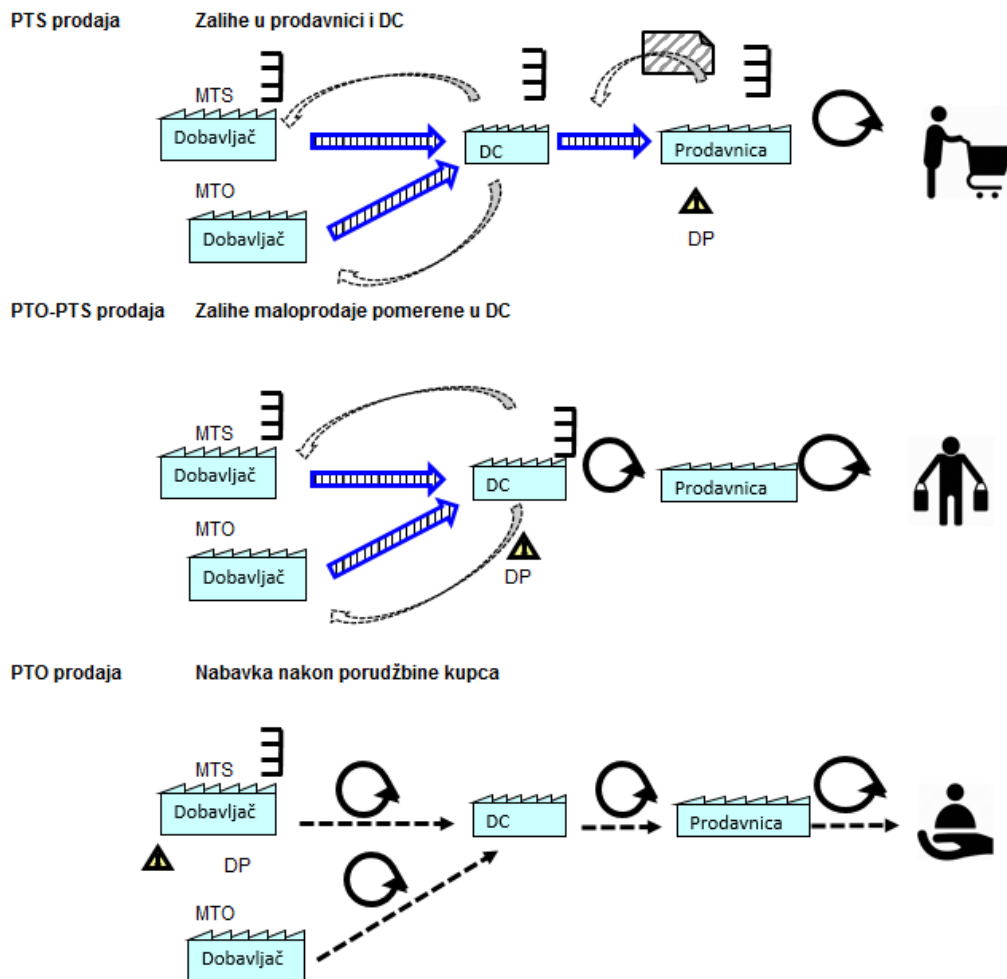 PTS prodaja Zalihe u prodavnici i DC
MTS
Dobavljač
DC
Prodavnica
MTO
Dobavljač
DP
PTO-PTS prodaja Zalihe maloprodaje pomerene u DC
MTS
Dobavljač
DC
Prodavnica
MTO
Dobavljač
DP
PTO prodaja Nabavka nakon porudžbine kupca
MTS
Dobavljač
DC
Prodavnica
DP
MTO
Dobavljač